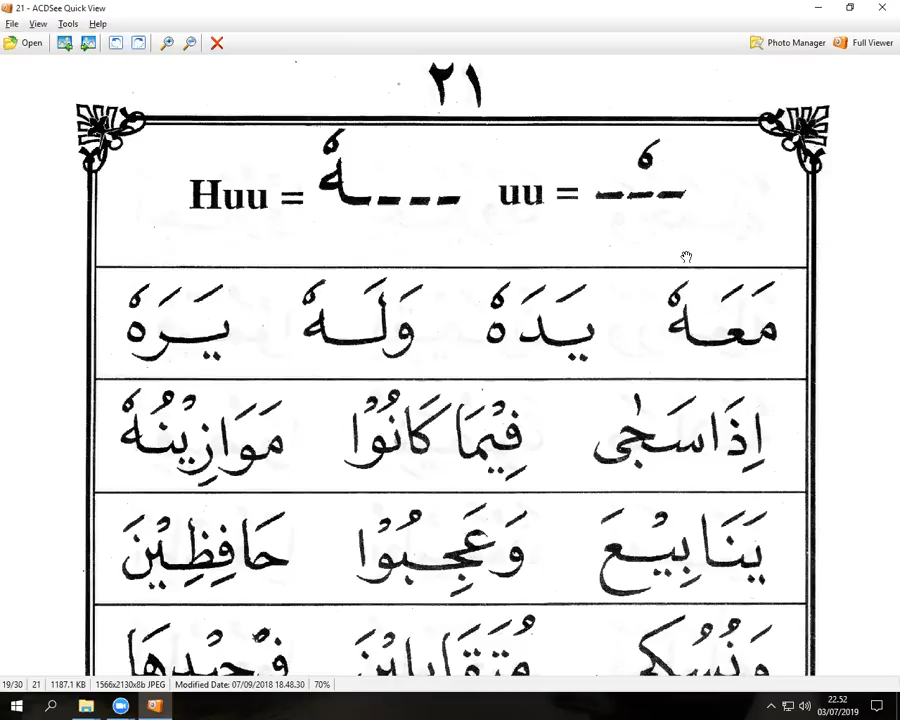 21 - ACDSee Quick View
File View Tools Help
Open Photo Manager Full Viewer
٢١
Huu = ـهٗ uu = ـٗ
مَعَهٗ يَدَهٗ وَلَهٗ يَرَهٗ
اِذَاسَجٰى فِيْمَا كَانُوْا مَوَازِيْنُهٗ
يَنَابِيْعَ وَعَجِبُوْا حَافِظِيْنَ
وَنُسُكِى
19/30 21 1187.1 KB 1566x2130x8b JPEG Modified Date: 07/09/2018 18.48.30 70%
22.52
03/07/2019